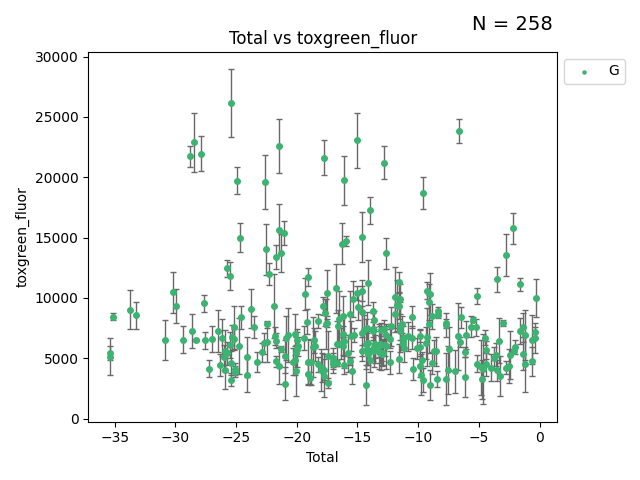 N = 258
Total vs toxgreen_fluor
G
30000
25000
20000
15000
10000
5000
0
toxgreen_fluor
−35 −30 −25 −20 −15 −10 −5 0
Total